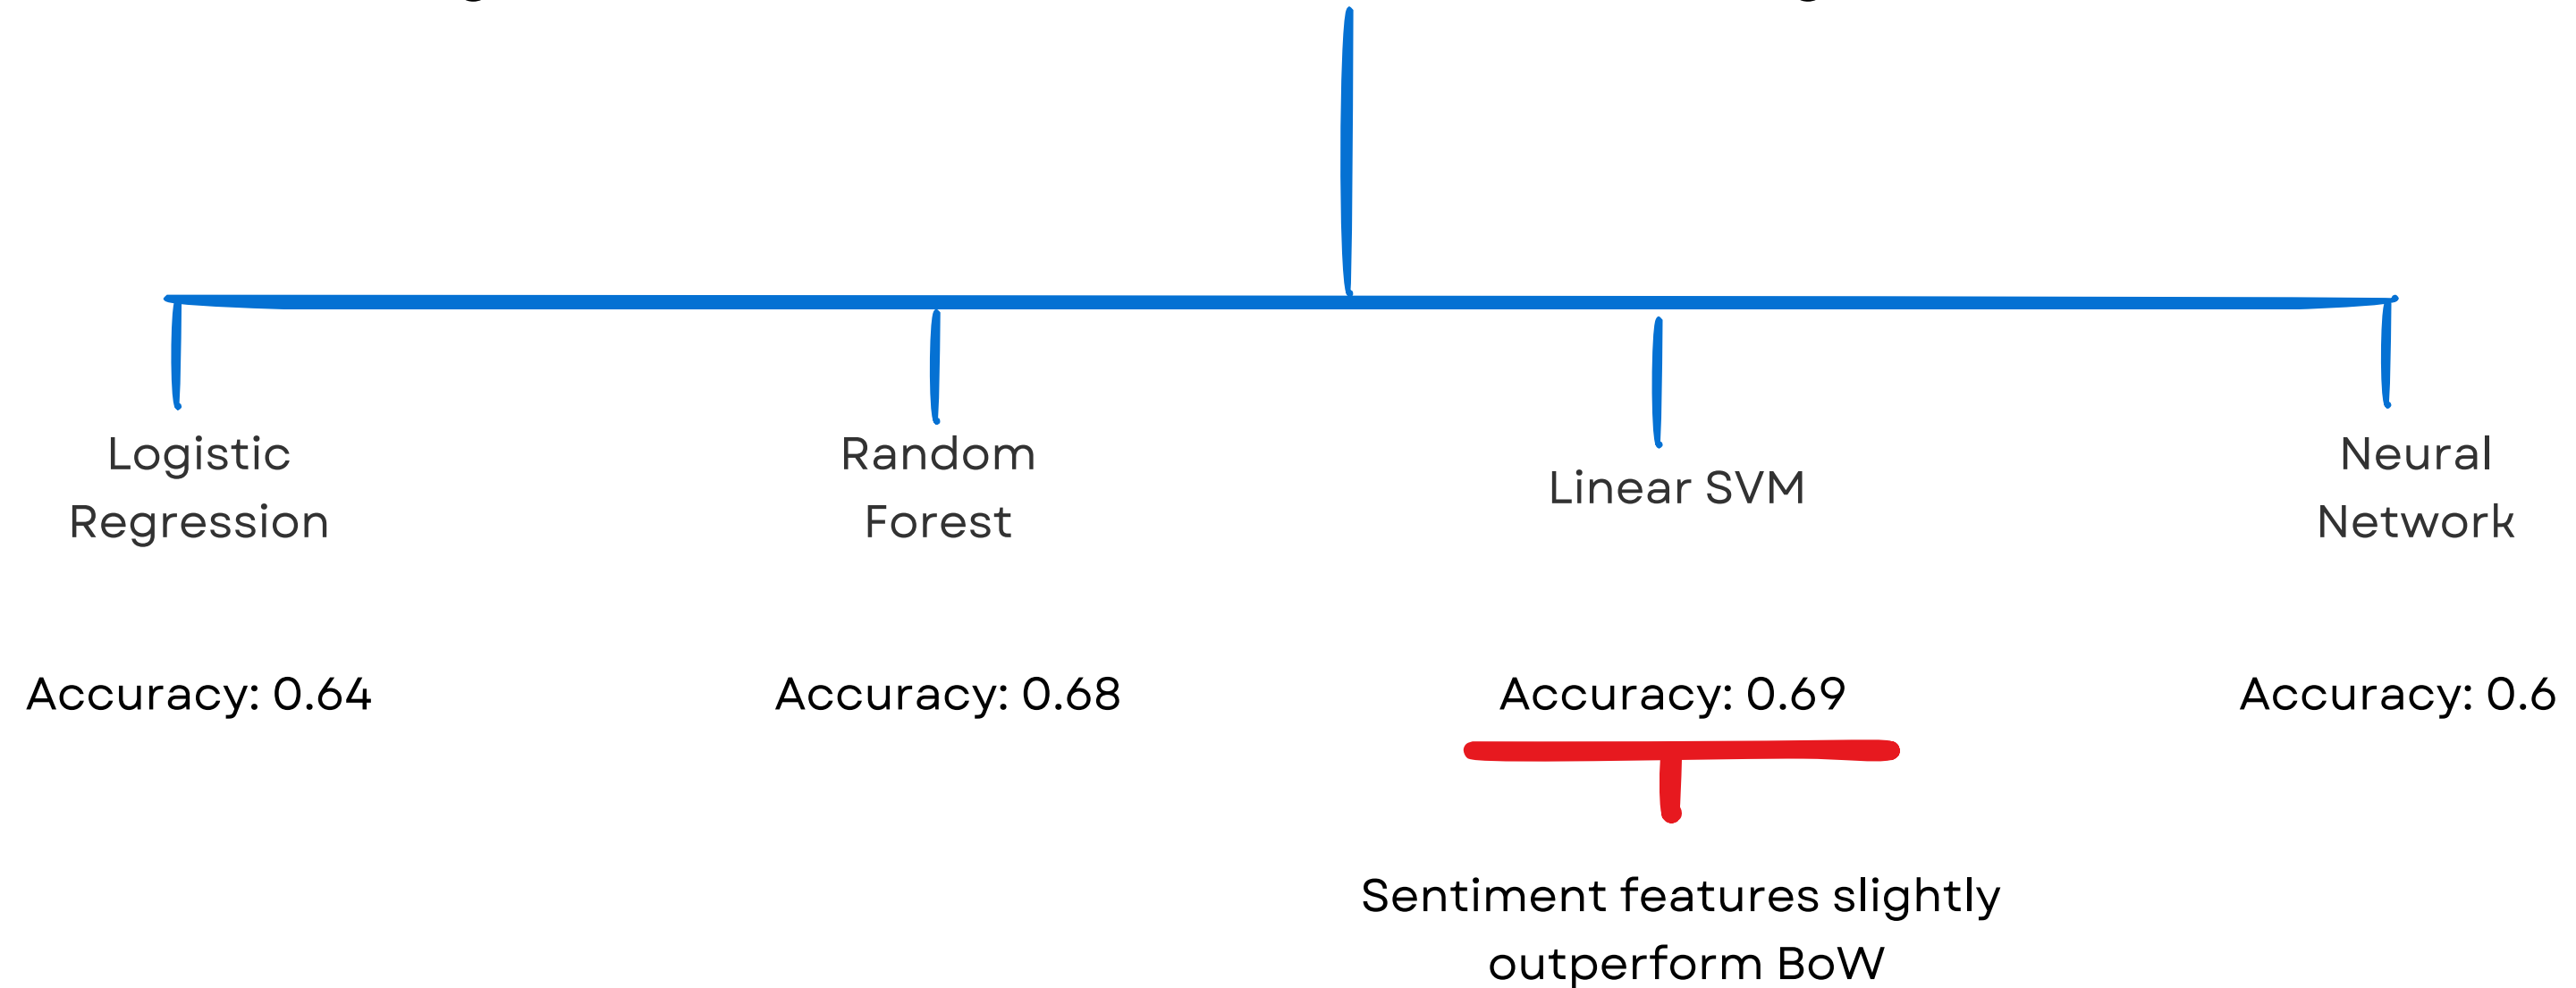 Logistic
Regression
Random
Forest
Linear SVM
Neural
Network
Accuracy: 0.64
Accuracy: 0.68
Accuracy: 0.69
Accuracy: 0.6
Sentiment features slightly
outperform BoW